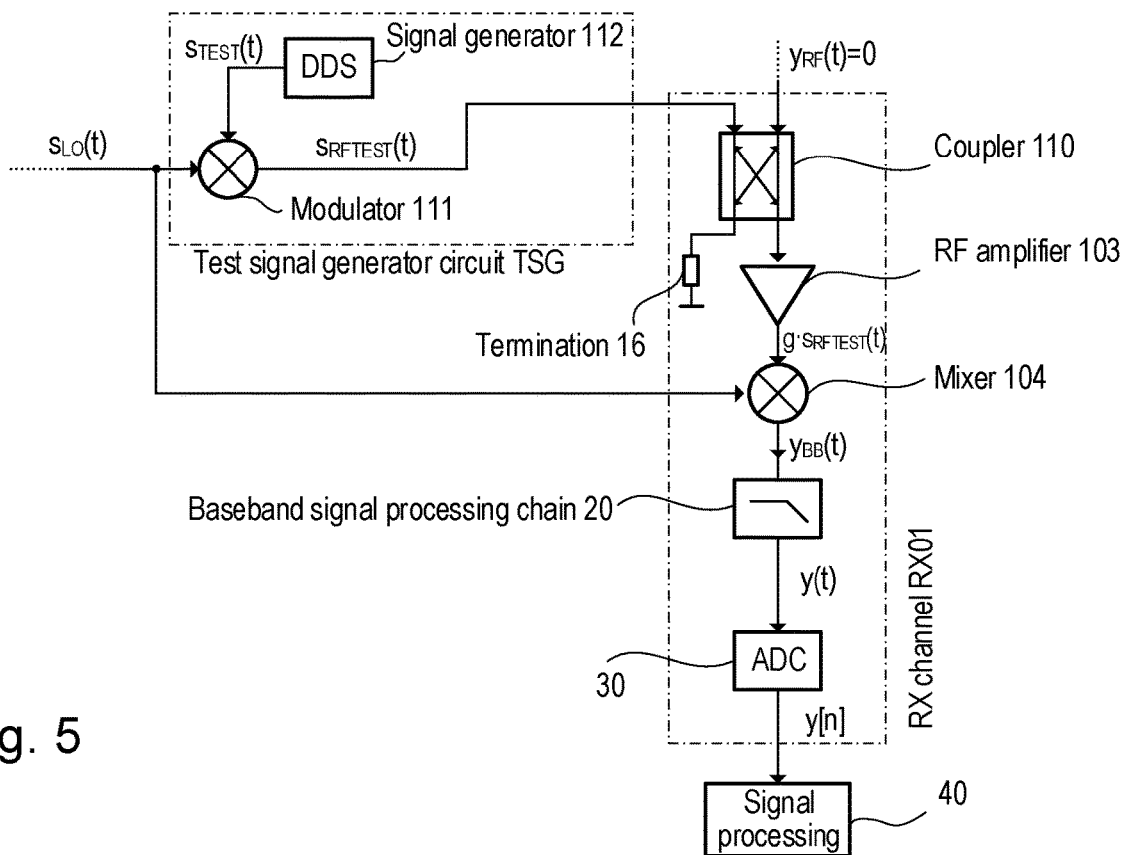 sTEST(t)
DDS
Signal generator 112
yRF(t)=0
sLO(t)
sRFTEST(t)
Coupler 110
Modulator 111
Test signal generator circuit TSG
RF amplifier 103
Termination 16
g·sRFTEST(t)
Mixer 104
yBB(t)
Baseband signal processing chain 20
y(t)
RX channel RX01
ADC
30
y[n]
g. 5
Signal
processing
40